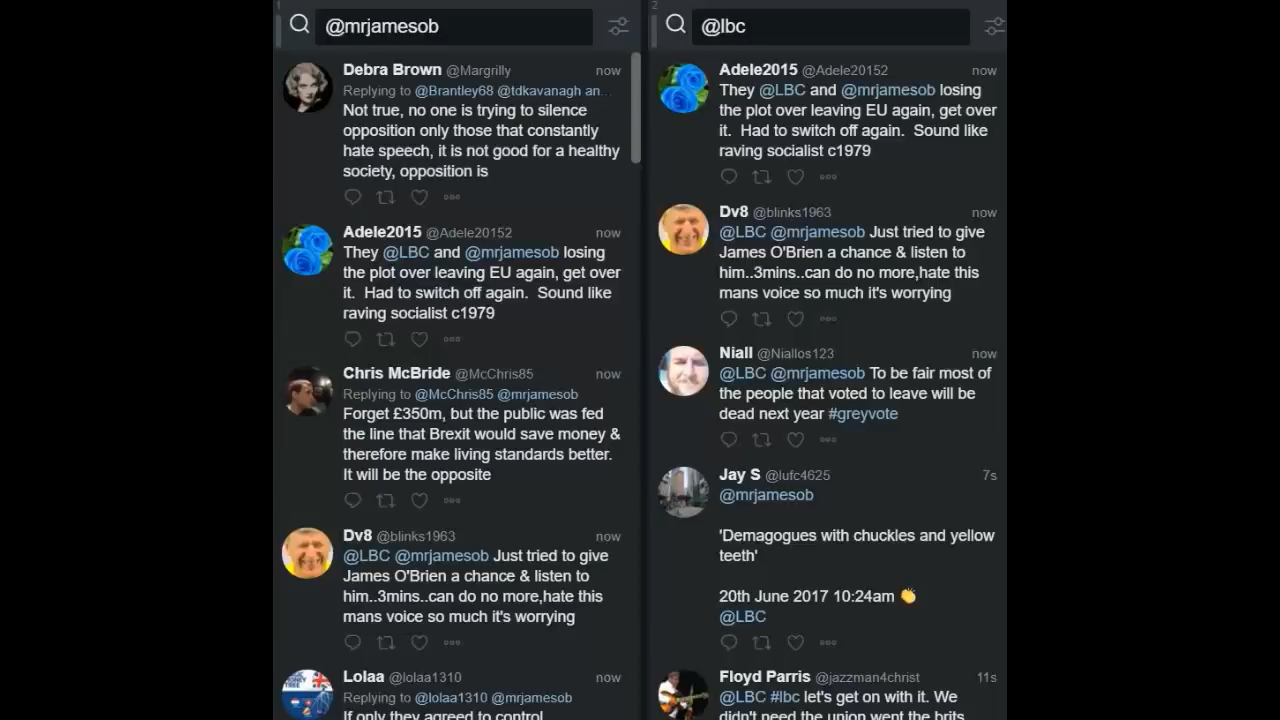 1
@mrjamesob
Debra Brown @Margrilly now
Replying to @Brantley68 @tdkavanagh an...
Not true, no one is trying to silence
opposition only those that constantly
hate speech, it is not good for a healthy
society, opposition is
Adele2015 @Adele20152 now
They @LBC and @mrjamesob losing
the plot over leaving EU again, get over
it. Had to switch off again. Sound like
raving socialist c1979
Chris McBride @McChris85 now
Replying to @McChris85 @mrjamesob
Forget £350m, but the public was fed
the line that Brexit would save money &
therefore make living standards better.
It will be the opposite
Dv8 @blinks1963 now
@LBC @mrjamesob Just tried to give
James O'Brien a chance & listen to
him..3mins..can do no more,hate this
mans voice so much it's worrying
Lolaa @lolaa1310 now
Replying to @lolaa1310 @mrjamesob
If only they agreed to control
2
@lbc
Adele2015 @Adele20152 now
They @LBC and @mrjamesob losing
the plot over leaving EU again, get over
it. Had to switch off again. Sound like
raving socialist c1979
Dv8 @blinks1963 now
@LBC @mrjamesob Just tried to give
James O'Brien a chance & listen to
him..3mins..can do no more,hate this
mans voice so much it's worrying
Niall @Niallos123 now
@LBC @mrjamesob To be fair most of
the people that voted to leave will be
dead next year #greyvote
Jay S @lufc4625 7s
@mrjamesob
'Demagogues with chuckles and yellow
teeth'
20th June 2017 10:24am 👏
@LBC
Floyd Parris @jazzman4christ 11s
@LBC #lbc let's get on with it. We
didn't need the union went the brits